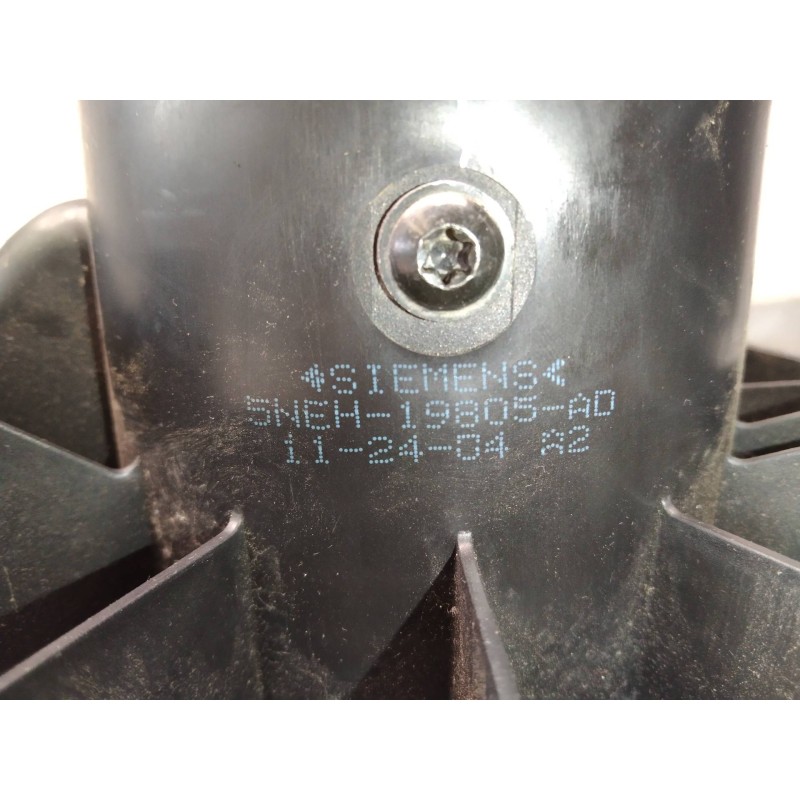 *SIEMENS<
5NEH-19805-AD
11-24-04 A2